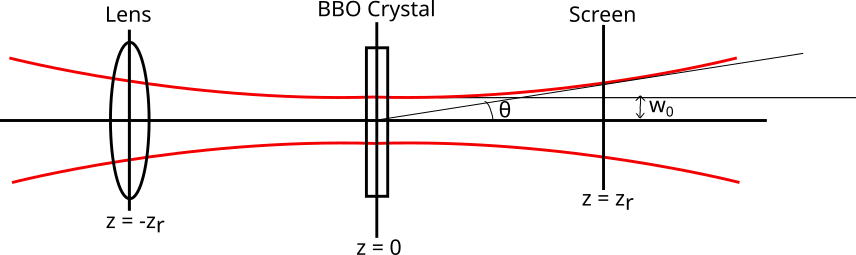 Lens
BBO Crystal
Screen
θ
w₀
z = -zᵣ
z = 0
z = zᵣ